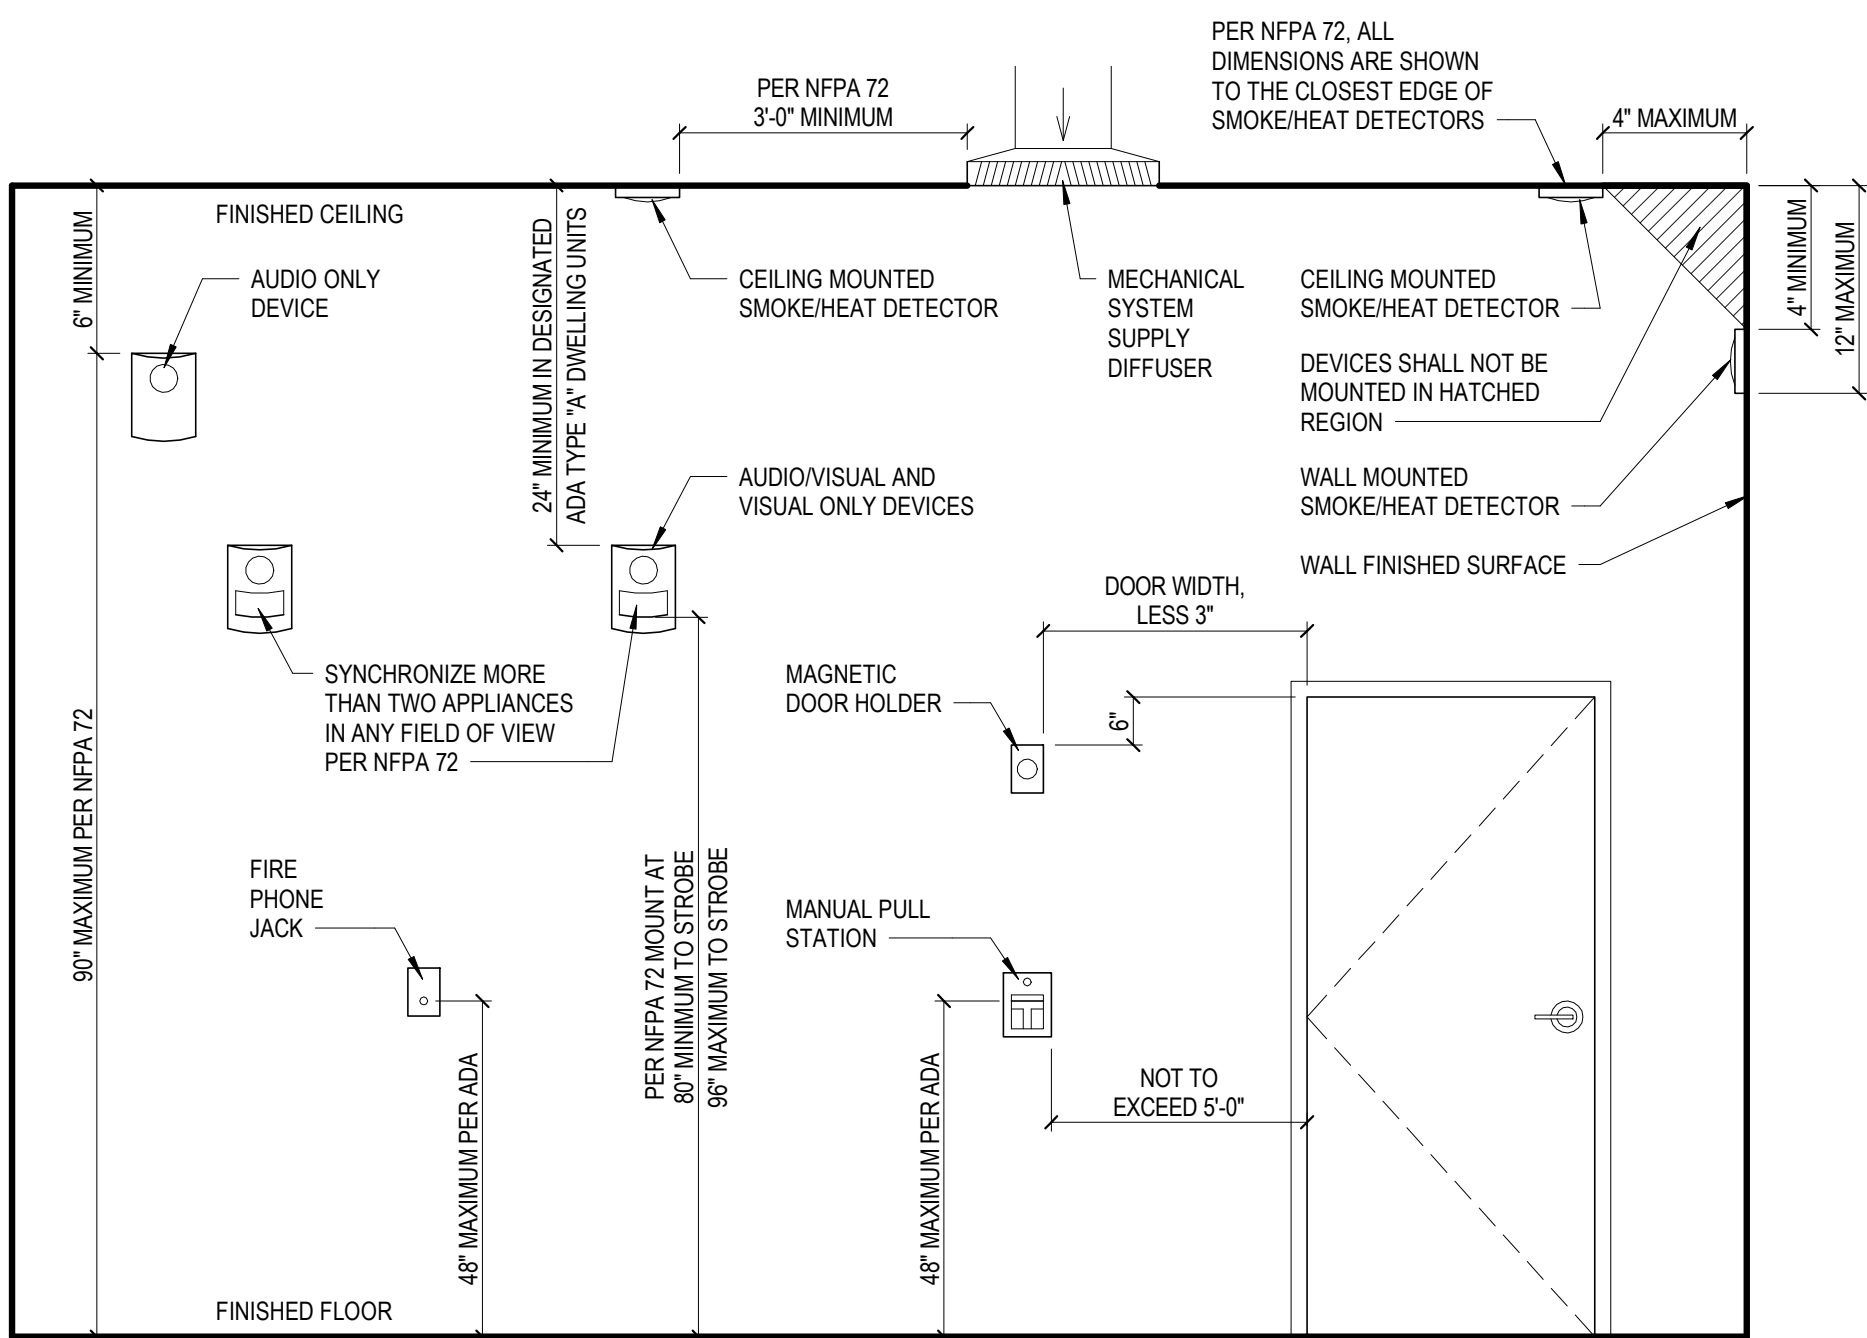 PER NFPA 72, ALL
DIMENSIONS ARE SHOWN
TO THE CLOSEST EDGE OF
SMOKE/HEAT DETECTORS
PER NFPA 72
3'-0" MINIMUM
4" MAXIMUM
FINISHED CEILING
6" MINIMUM
AUDIO ONLY
DEVICE
24" MINIMUM IN DESIGNATED
ADA TYPE "A" DWELLING UNITS
CEILING MOUNTED
SMOKE/HEAT DETECTOR
MECHANICAL
SYSTEM
SUPPLY
DIFFUSER
CEILING MOUNTED
SMOKE/HEAT DETECTOR
4" MINIMUM
12" MAXIMUM
DEVICES SHALL NOT BE
MOUNTED IN HATCHED
REGION
AUDIO/VISUAL AND
VISUAL ONLY DEVICES
WALL MOUNTED
SMOKE/HEAT DETECTOR
WALL FINISHED SURFACE
DOOR WIDTH,
LESS 3"
SYNCHRONIZE MORE
THAN TWO APPLIANCES
IN ANY FIELD OF VIEW
PER NFPA 72
MAGNETIC
DOOR HOLDER
6"
90" MAXIMUM PER NFPA 72
FIRE
PHONE
JACK
PER NFPA 72 MOUNT AT
80" MINIMUM TO STROBE
96" MAXIMUM TO STROBE
MANUAL PULL
STATION
48" MAXIMUM PER ADA
48" MAXIMUM PER ADA
NOT TO
EXCEED 5'-0"
FINISHED FLOOR